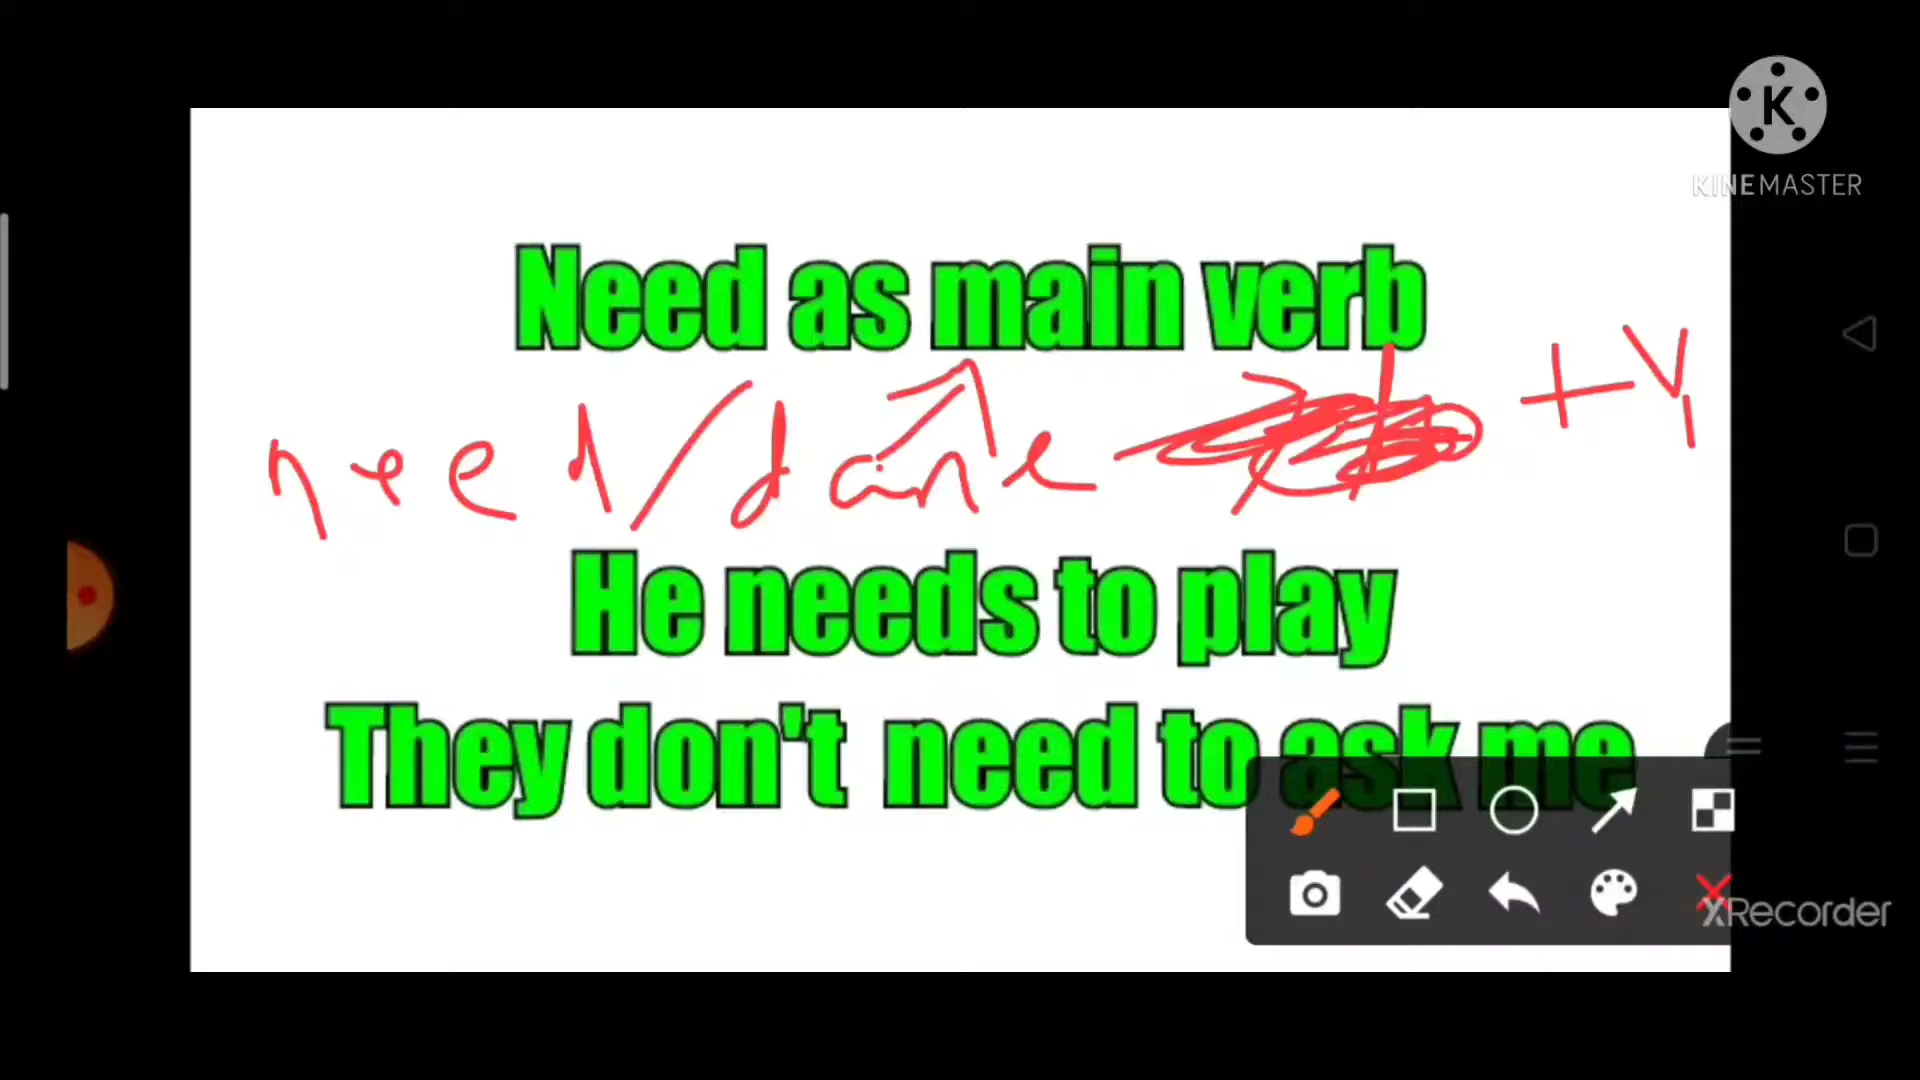 K
KINEMASTER
Need as main verb
need/dare +V1
He needs to play
They don't need to ask me
XRecorder